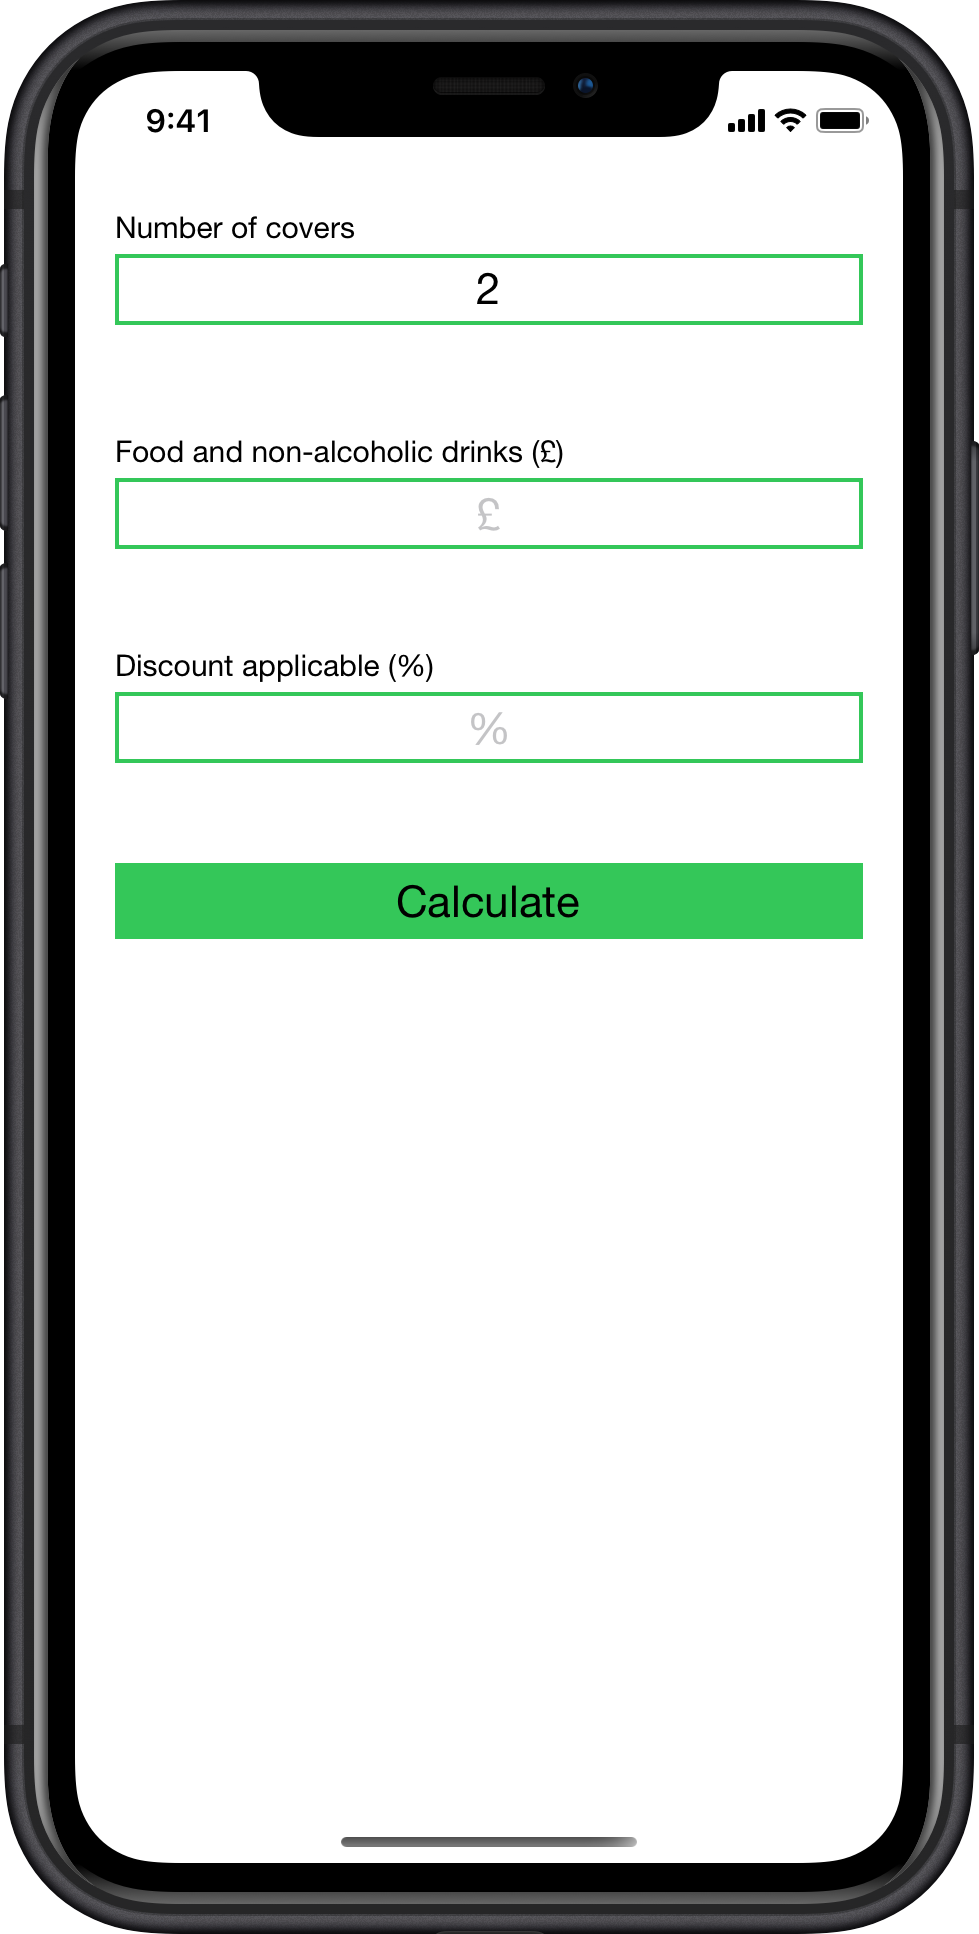 9:41
Number of covers
2
Food and non-alcoholic drinks (£)
£
Discount applicable (%)
%
Calculate